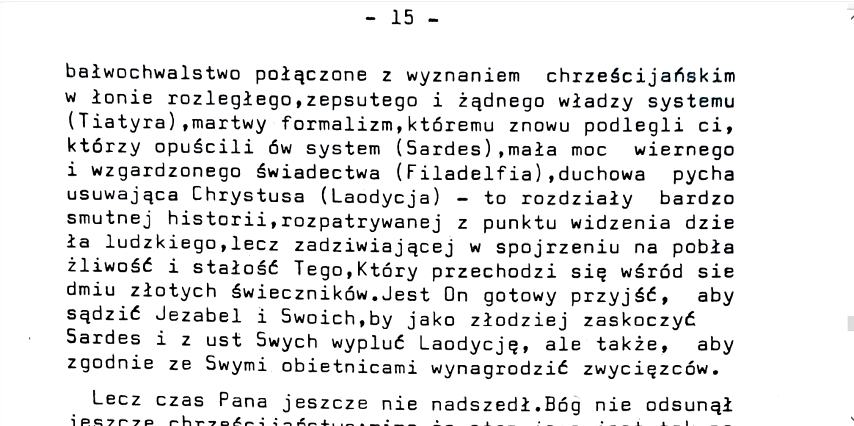 - 15 -
bałwochwalstwo połączone z wyznaniem chrześcijańskim
w łonie rozległego,zepsutego i żądnego władzy systemu
(Tiatyra),martwy formalizm,któremu znowu podlegli ci,
którzy opuścili ów system (Sardes),mała moc wiernego
i wzgardzonego świadectwa (Filadelfia),duchowa pycha
usuwająca Chrystusa (Laodycja) - to rozdziały bardzo
smutnej historii,rozpatrywanej z punktu widzenia dzie
ła ludzkiego,lecz zadziwiającej w spojrzeniu na pobła
żliwość i stałość Tego,Który przechodzi się wśród sie
dmiu złotych świeczników.Jest On gotowy przyjść, aby
sądzić Jezabel i Swoich,by jako złodziej zaskoczyć
Sardes i z ust Swych wypluć Laodycję, ale także, aby
zgodnie ze Swymi obietnicami wynagrodzić zwycięzców.
Lecz czas Pana jeszcze nie nadszedł.Bóg nie odsunął
jeszcze